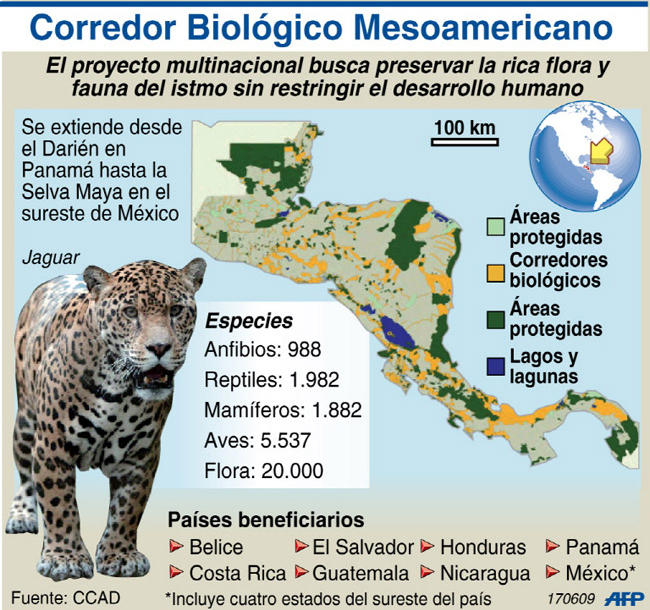 Corredor Biológico Mesoamericano
El proyecto multinacional busca preservar la rica flora y
fauna del istmo sin restringir el desarrollo humano
Se extiende desde
el Darién en
Panamá hasta la
Selva Maya en el
sureste de México
100 km
Áreas
protegidas
Corredores
biológicos
Áreas
protegidas
Lagos y
lagunas
Jaguar
Especies
Anfibios: 988
Reptiles: 1.982
Mamíferos: 1.882
Aves: 5.537
Flora: 20.000
Países beneficiarios
Belice El Salvador Honduras Panamá
Costa Rica Guatemala Nicaragua México*
Fuente: CCAD *Incluye cuatro estados del sureste del país 170609 AFP